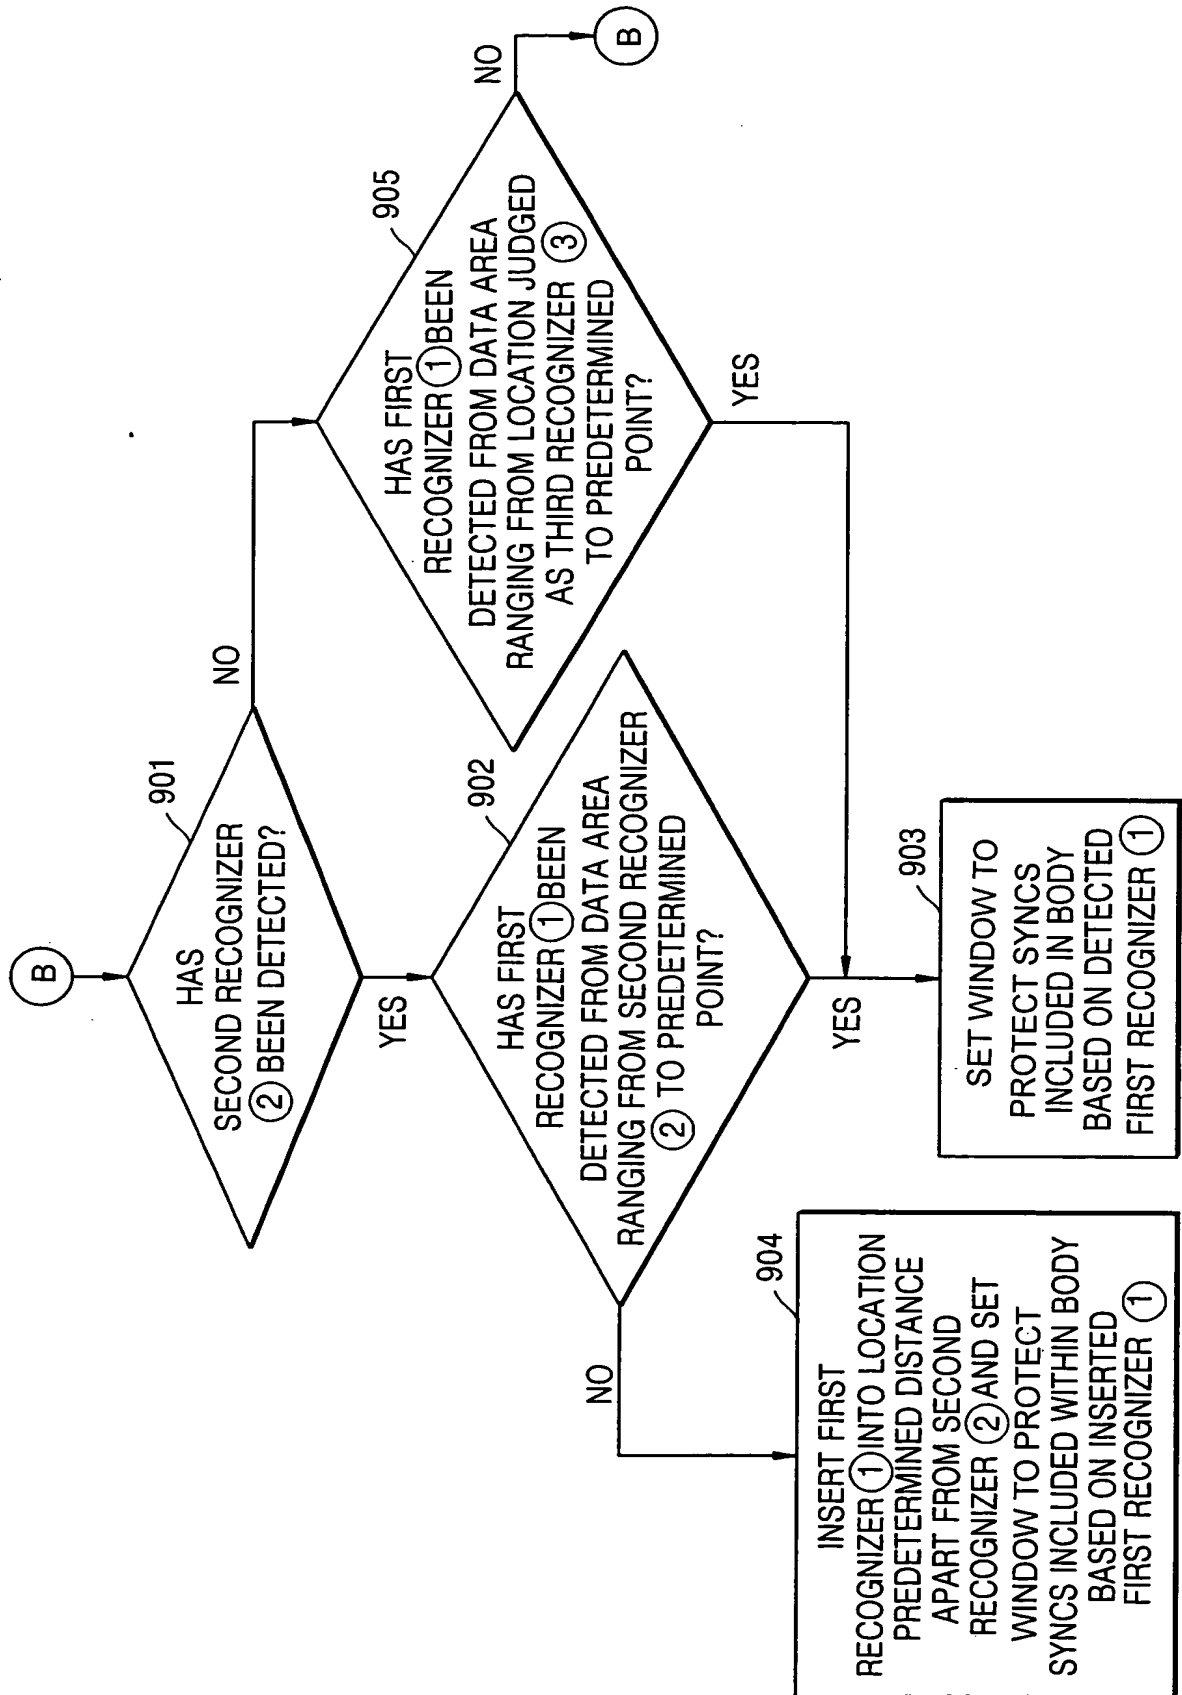 B
901
HAS
SECOND RECOGNIZER
② BEEN DETECTED?
NO
YES
902
HAS FIRST
RECOGNIZER ① BEEN
DETECTED FROM DATA AREA
RANGING FROM SECOND RECOGNIZER
② TO PREDETERMINED
POINT?
NO
YES
905
HAS FIRST
RECOGNIZER ① BEEN
DETECTED FROM DATA AREA
RANGING FROM LOCATION JUDGED
AS THIRD RECOGNIZER ③
TO PREDETERMINED
POINT?
NO
B
YES
904
INSERT FIRST
RECOGNIZER ① INTO LOCATION
PREDETERMINED DISTANCE
APART FROM SECOND
RECOGNIZER ② AND SET
WINDOW TO PROTECT
SYNCS INCLUDED WITHIN BODY
BASED ON INSERTED
FIRST RECOGNIZER ①
903
SET WINDOW TO
PROTECT SYNCS
INCLUDED IN BODY
BASED ON DETECTED
FIRST RECOGNIZER ①